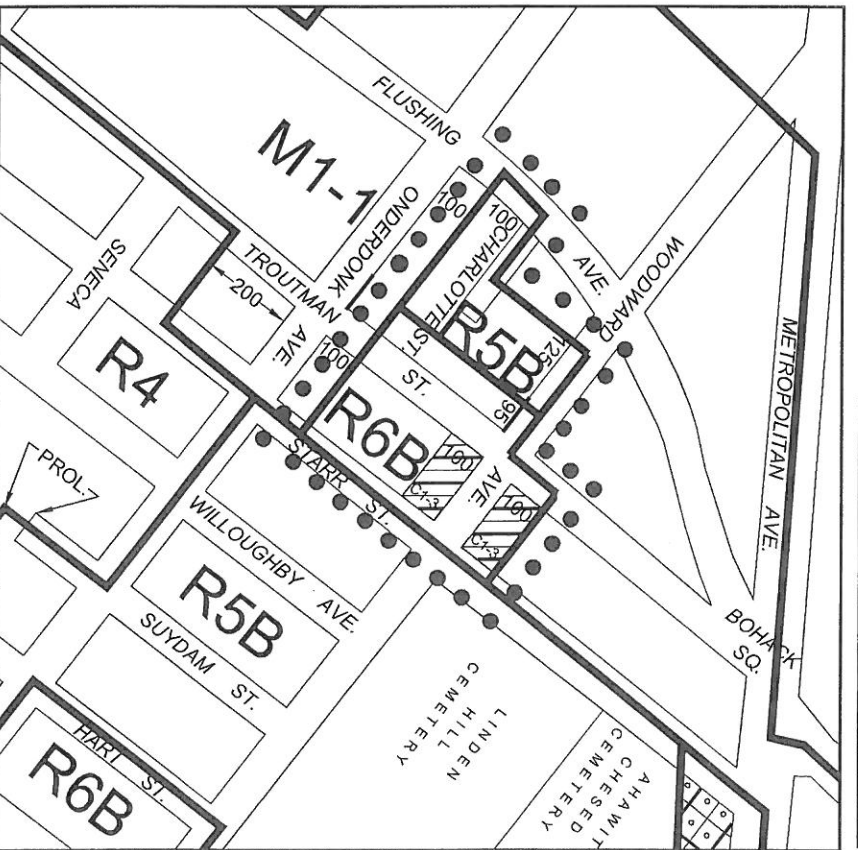 FLUSHING
AVE.
M1-1
ONDERDONK
AVE
100
100
CHARLOTTE
ST.
WOODWARD
AVE
SENECA
TROUTMAN
ST.
200
R5B
125
METROPOLITAN AVE.
R4
100
95
R6B
100
C1-3
100
C1-3
PROL.
STARR ST.
WILLOUGHBY AVE.
R5B
SUYDAM ST.
BOHACK
SQ.
LINDEN
HILL
CEMETERY
AHAWIT
CHESED
CEMETERY
HART ST.
R6B